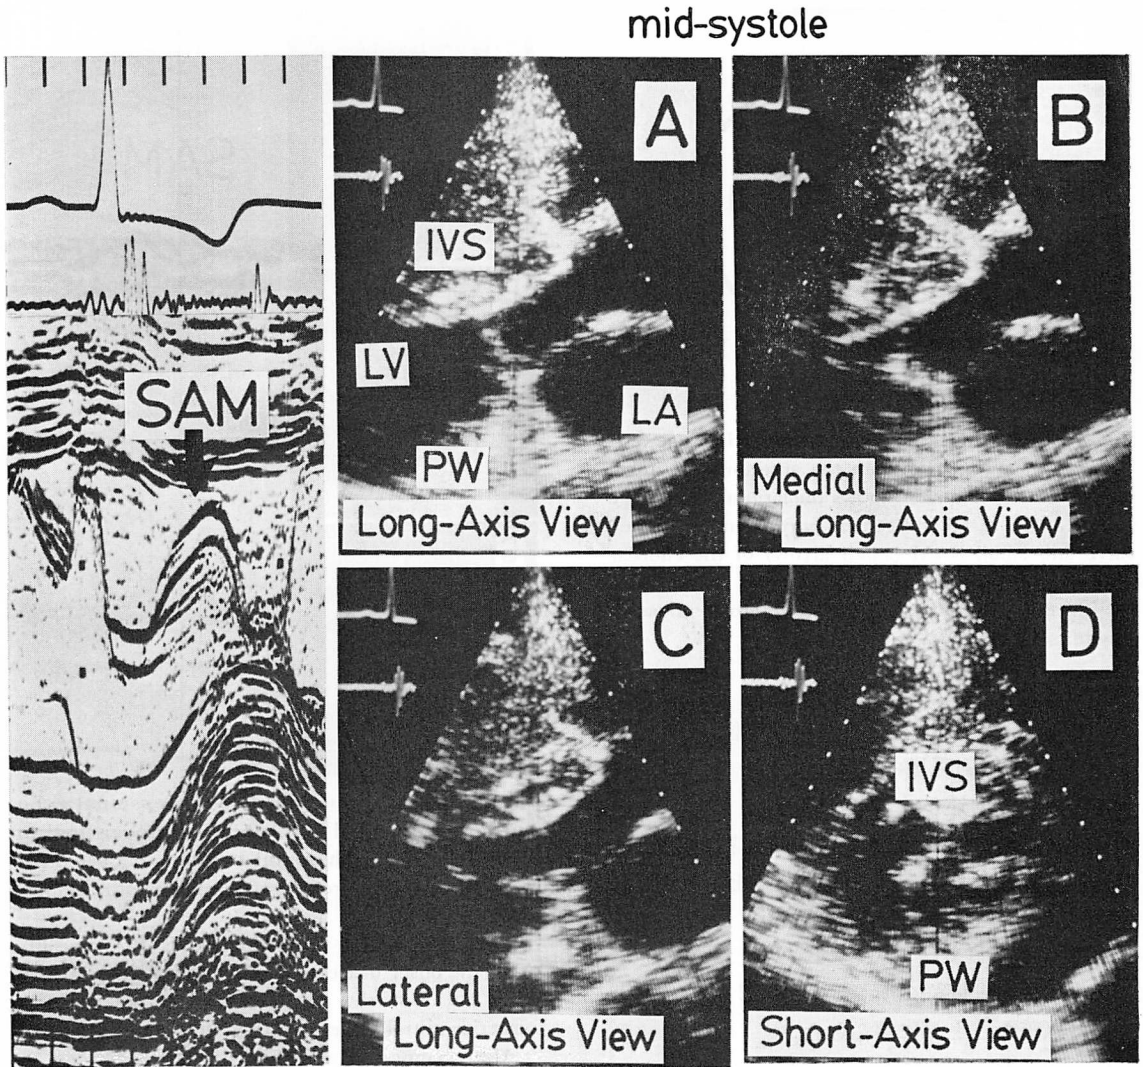 mid-systole
SAM
A
IVS
LV
LA
PW
Long-Axis View
B
Medial
Long-Axis View
C
Lateral
Long-Axis View
D
IVS
PW
Short-Axis View